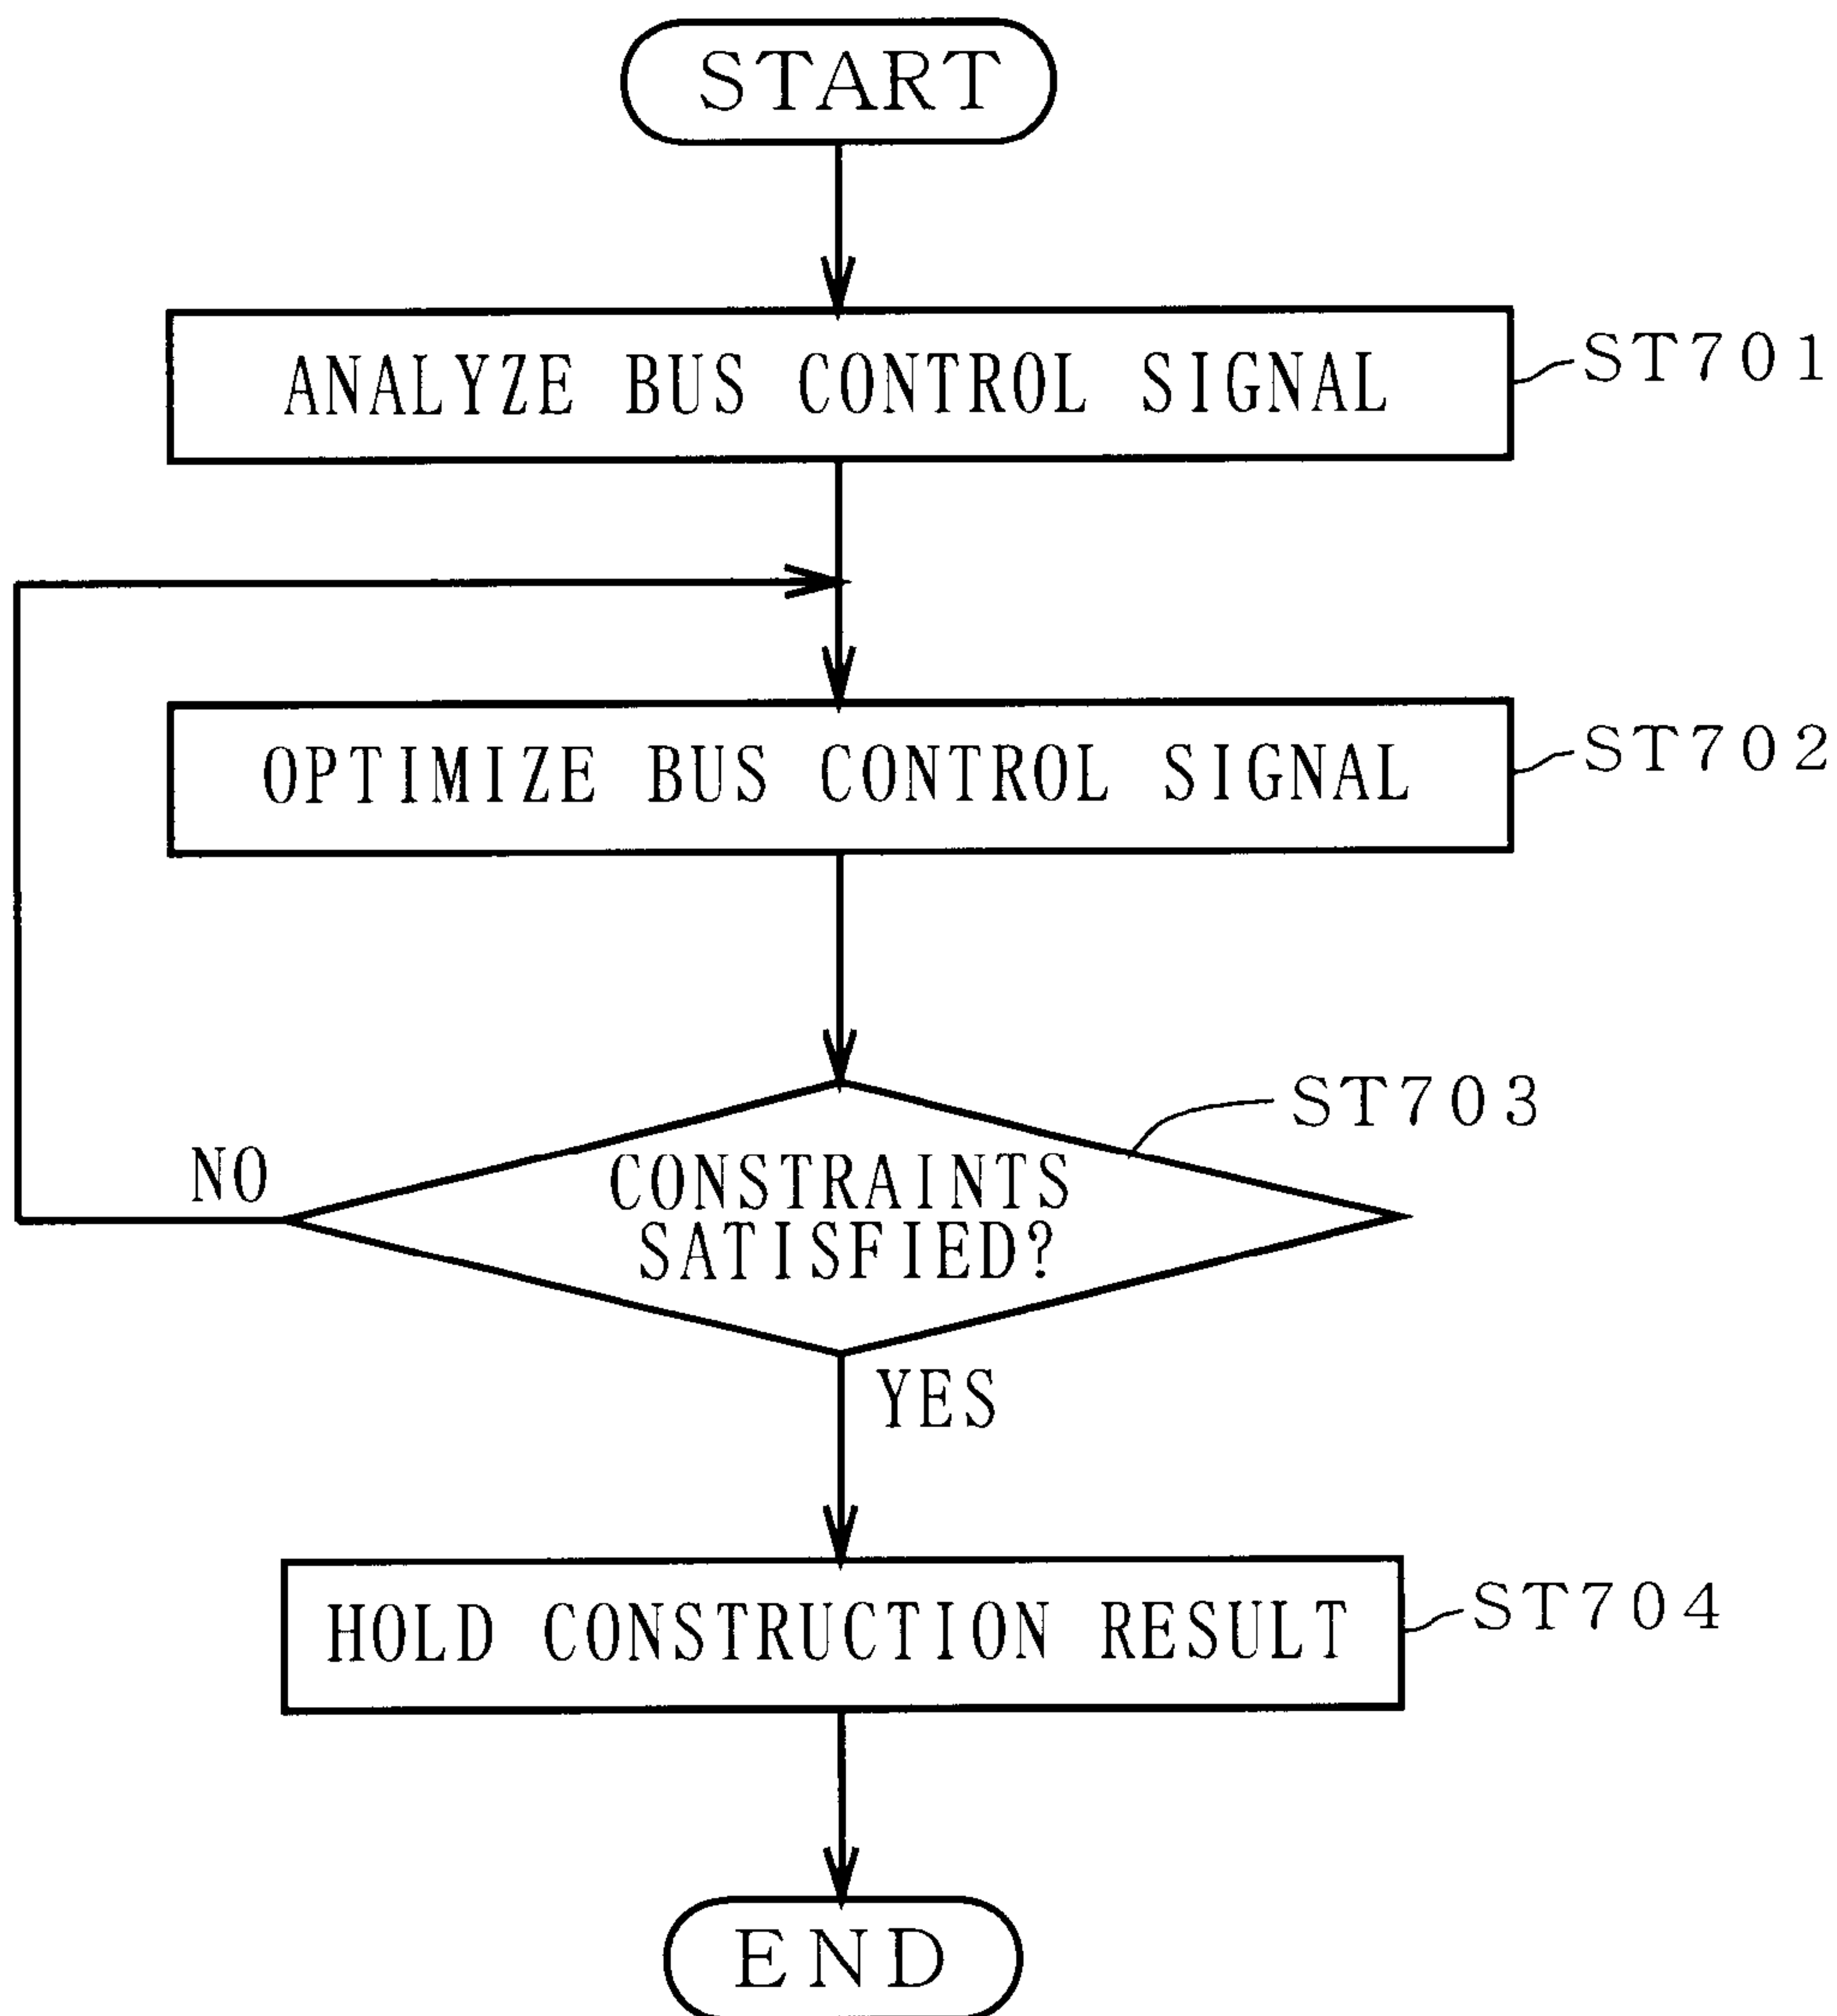 START
ANALYZE BUS CONTROL SIGNAL
ST701
OPTIMIZE BUS CONTROL SIGNAL
ST702
ST703
NO
CONSTRAINTS
SATISFIED?
YES
HOLD CONSTRUCTION RESULT
ST704
END